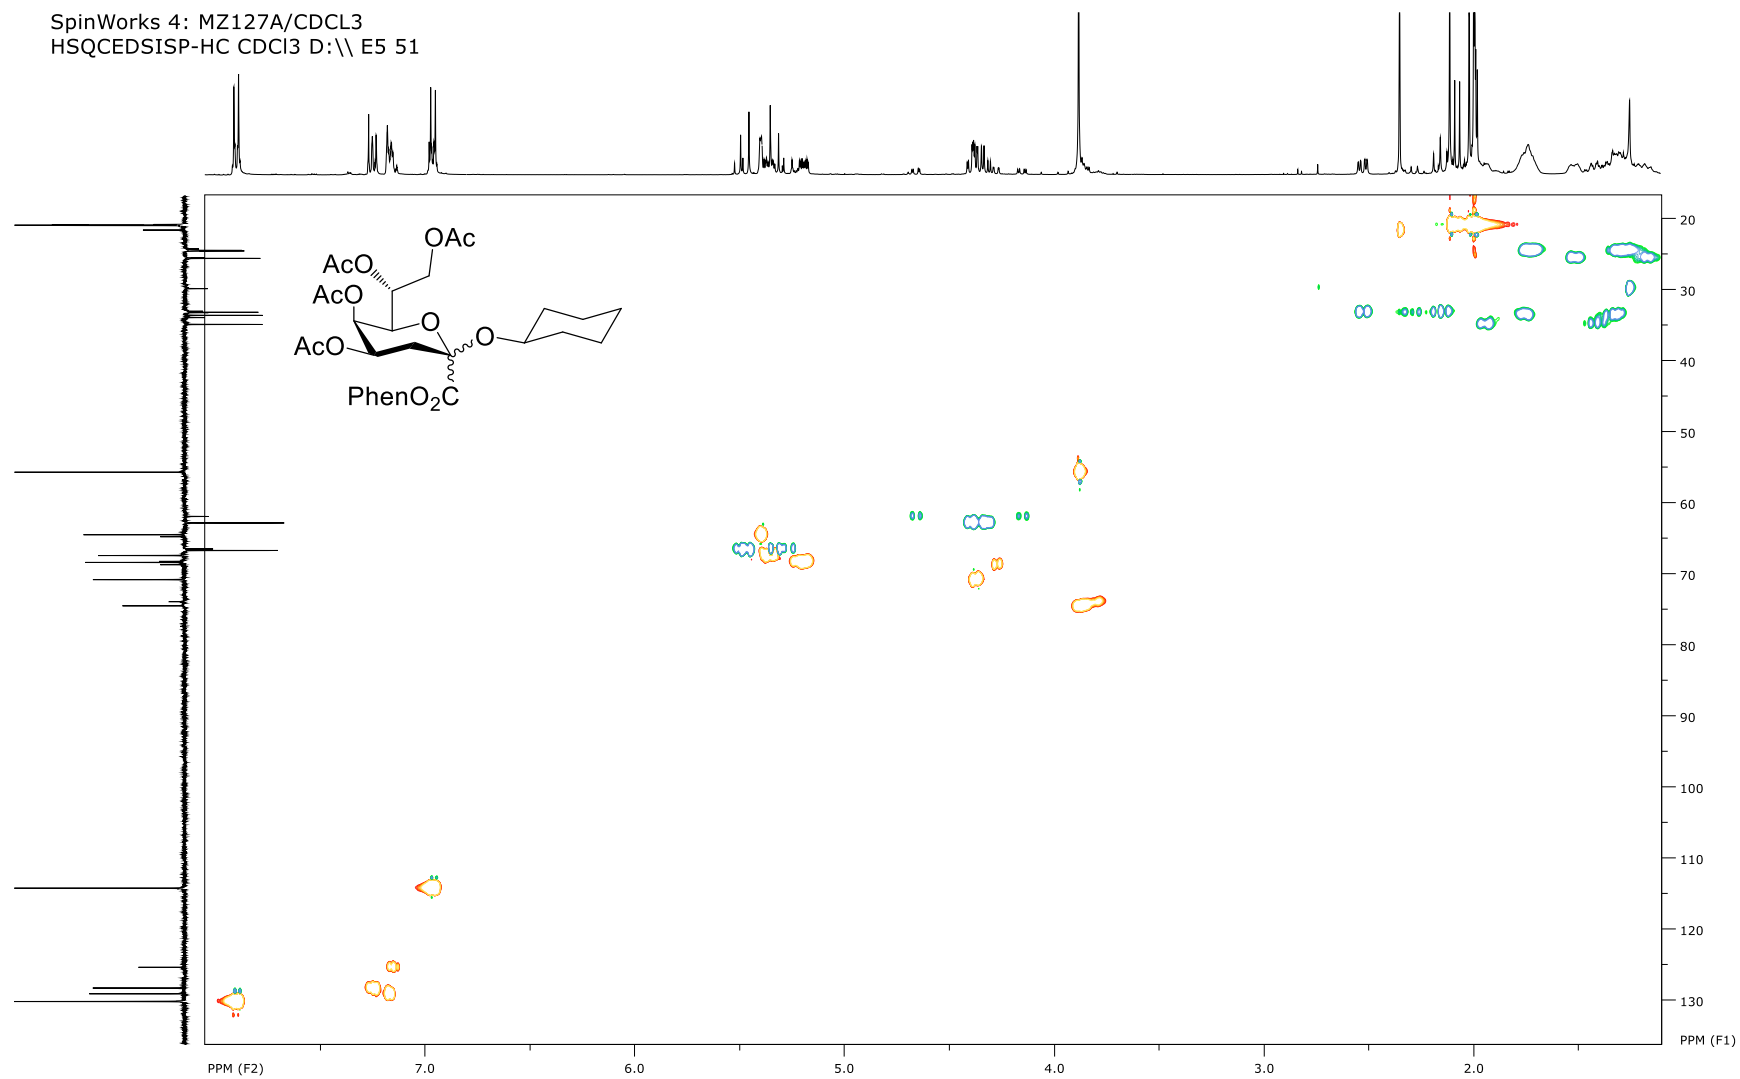 SpinWorks 4: MZ127A/CDCL3
HSQCEDSISP-HC CDCl3 D:\\ E5 51
OAc
AcO
AcO
O
O
AcO
PhenO2C
20
30
40
50
60
70
80
90
100
110
120
130
PPM (F1)
PPM (F2) 7.0 6.0 5.0 4.0 3.0 2.0